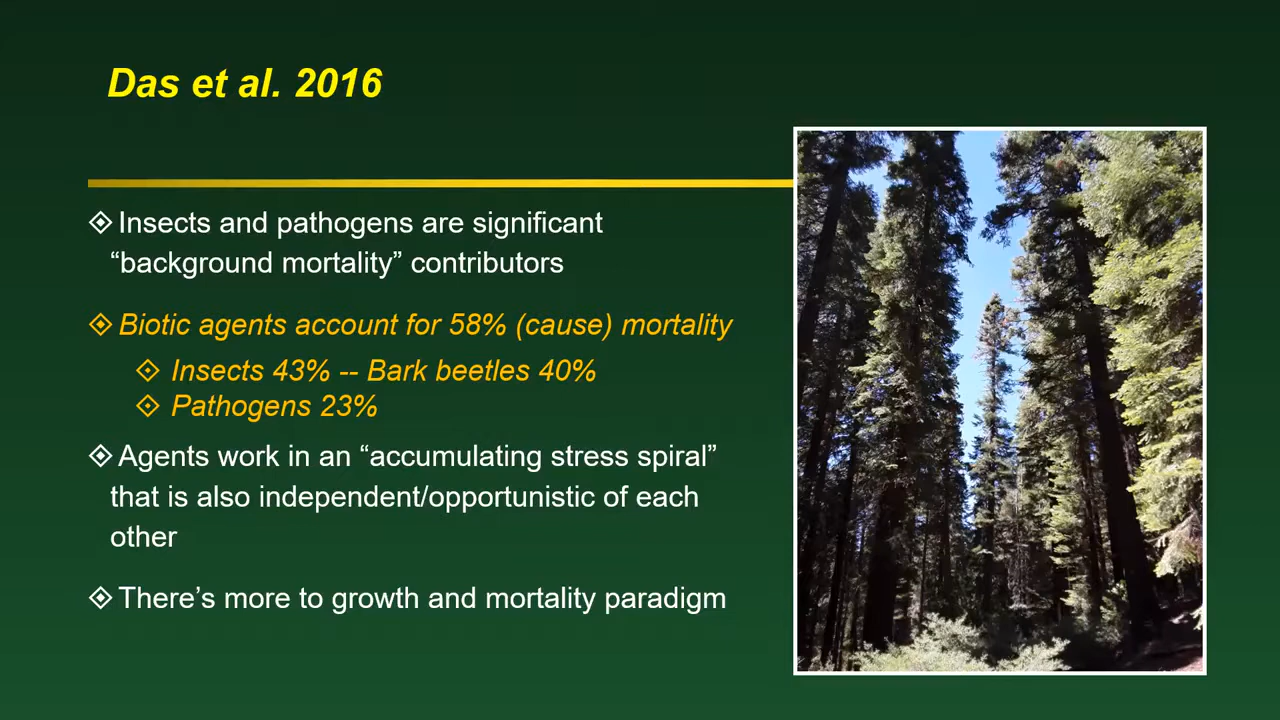 Das et al. 2016
Insects and pathogens are significant
“background mortality” contributors
Biotic agents account for 58% (cause) mortality
Insects 43% -- Bark beetles 40%
Pathogens 23%
Agents work in an “accumulating stress spiral”
that is also independent/opportunistic of each
other
There’s more to growth and mortality paradigm